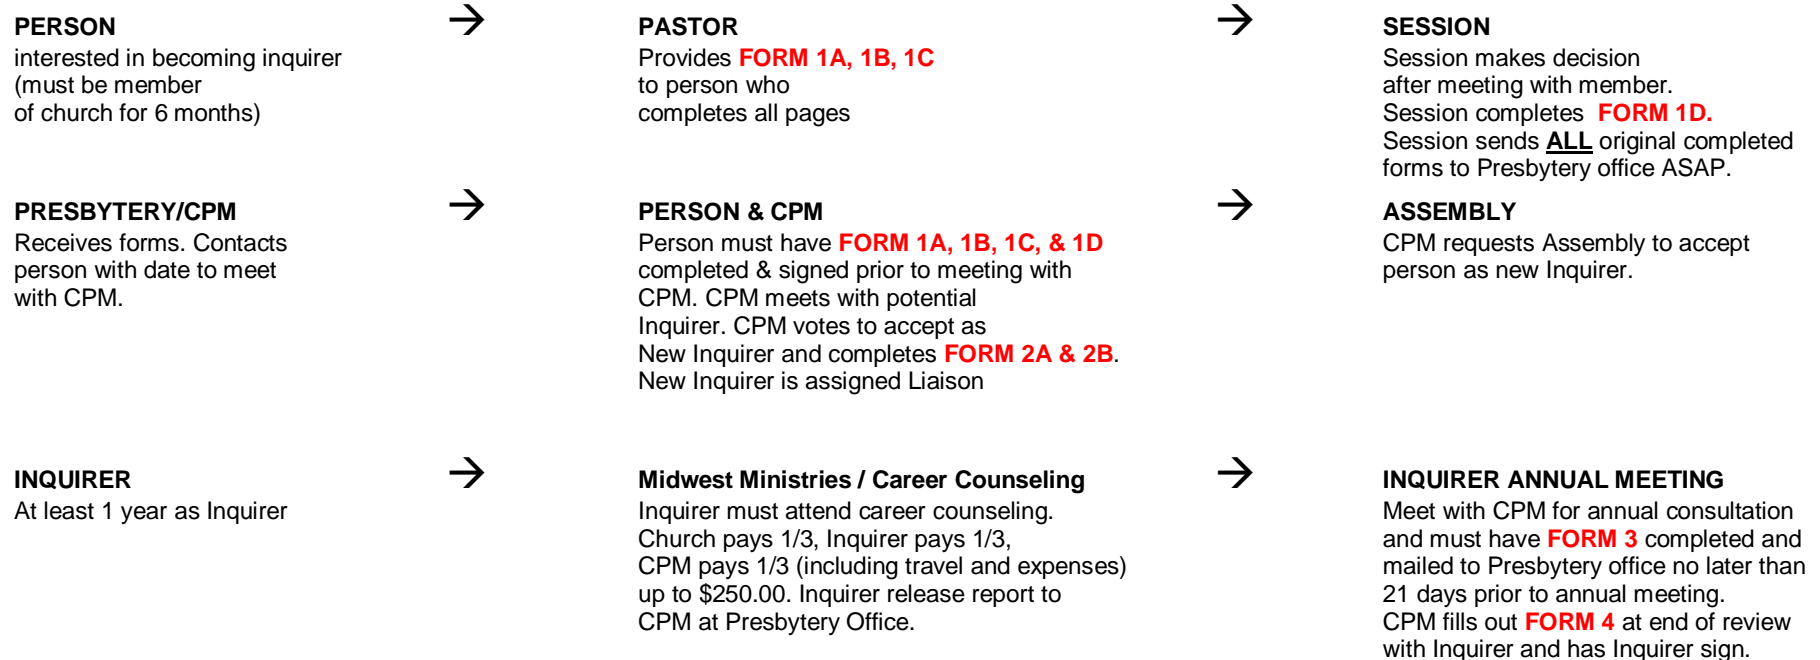 PERSON → PASTOR → SESSION
interested in becoming inquirer
(must be member
of church for 6 months)
Provides FORM 1A, 1B, 1C
to person who
completes all pages
Session makes decision
after meeting with member.
Session completes FORM 1D.
Session sends ALL original completed
forms to Presbytery office ASAP.
PRESBYTERY/CPM → PERSON & CPM → ASSEMBLY
Receives forms. Contacts
person with date to meet
with CPM.
Person must have FORM 1A, 1B, 1C, & 1D
completed & signed prior to meeting with
CPM. CPM meets with potential
Inquirer. CPM votes to accept as
New Inquirer and completes FORM 2A & 2B.
New Inquirer is assigned Liaison
CPM requests Assembly to accept
person as new Inquirer.
INQUIRER → Midwest Ministries / Career Counseling → INQUIRER ANNUAL MEETING
At least 1 year as Inquirer
Inquirer must attend career counseling.
Church pays 1/3, Inquirer pays 1/3,
CPM pays 1/3 (including travel and expenses)
up to $250.00. Inquirer release report to
CPM at Presbytery Office.
Meet with CPM for annual consultation
and must have FORM 3 completed and
mailed to Presbytery office no later than
21 days prior to annual meeting.
CPM fills out FORM 4 at end of review
with Inquirer and has Inquirer sign.